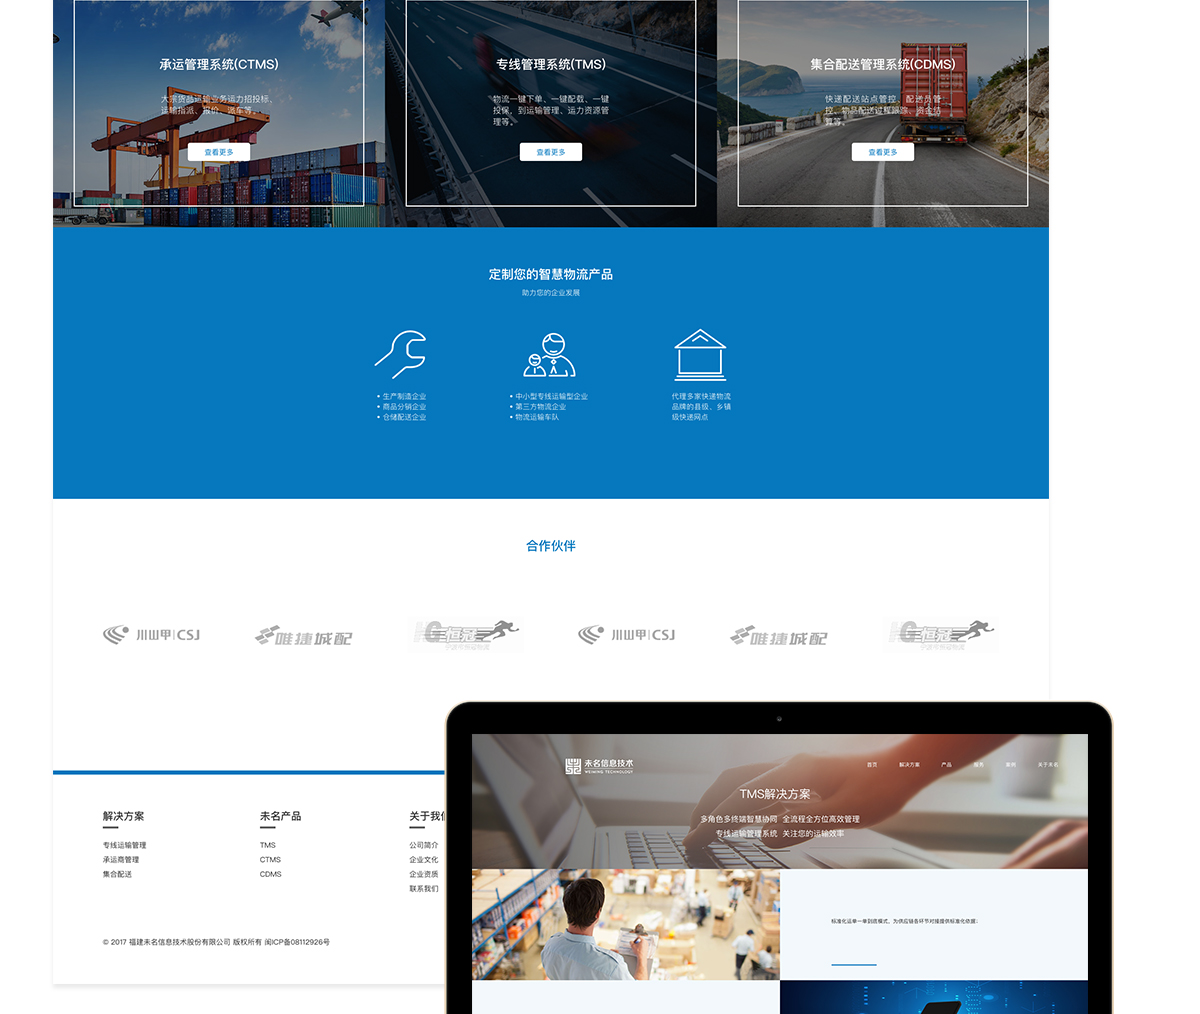 承运管理系统(CTMS)
大宗货品运输业务运力招投标、
运输指派、报价、派车等。
查看更多
专线管理系统(TMS)
物流一键下单、一键配载、一键
投保，到运输管理、运力资源管
理等。
查看更多
集合配送管理系统(CDMS)
快递配送站点管控、配送员管
控、物品配送过程跟踪、资金结
算等。
查看更多
定制您的智慧物流产品
助力您的企业发展
• 生产制造企业
• 商品分销企业
• 仓储配送企业
• 中小型专线运输型企业
• 第三方物流企业
• 物流运输车队
代理多家快递物流
品牌的县级、乡镇
级快递网点
合作伙伴
川山甲|CSJ
唯捷城配
恒冠
川山甲|CSJ
唯捷城配
恒冠
解决方案
专线运输管理
承运商管理
集合配送
未名产品
TMS
CTMS
CDMS
关于我们
公司简介
企业文化
企业资质
联系我们
© 2017 福建未名信息技术股份有限公司 版权所有 闽ICP备08112926号
未名信息技术
WEIMING TECHNOLOGY
首页
解决方案
产品
服务
案例
关于未名
TMS解决方案
多角色多终端智慧协同 全流程全方位高效管理
专线运输管理系统 关注您的运输效率
标准化运单一单到底模式，为供应链各环节对接提供标准化依据；